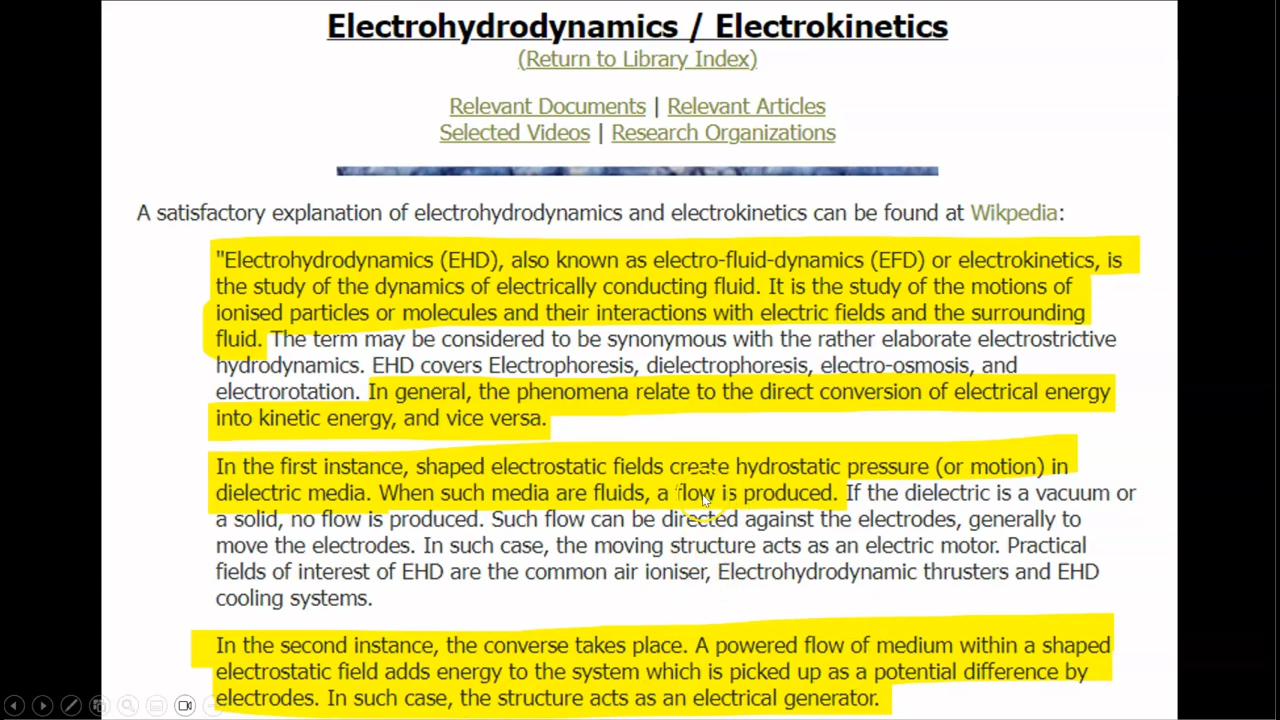 Electrohydrodynamics / Electrokinetics
(Return to Library Index)
Relevant Documents | Relevant Articles
Selected Videos | Research Organizations
A satisfactory explanation of electrohydrodynamics and electrokinetics can be found at Wikpedia:
"Electrohydrodynamics (EHD), also known as electro-fluid-dynamics (EFD) or electrokinetics, is
the study of the dynamics of electrically conducting fluid. It is the study of the motions of
ionised particles or molecules and their interactions with electric fields and the surrounding
fluid. The term may be considered to be synonymous with the rather elaborate electrostrictive
hydrodynamics. EHD covers Electrophoresis, dielectrophoresis, electro-osmosis, and
electrorotation. In general, the phenomena relate to the direct conversion of electrical energy
into kinetic energy, and vice versa.
In the first instance, shaped electrostatic fields create hydrostatic pressure (or motion) in
dielectric media. When such media are fluids, a flow is produced. If the dielectric is a vacuum or
a solid, no flow is produced. Such flow can be directed against the electrodes, generally to
move the electrodes. In such case, the moving structure acts as an electric motor. Practical
fields of interest of EHD are the common air ioniser, Electrohydrodynamic thrusters and EHD
cooling systems.
In the second instance, the converse takes place. A powered flow of medium within a shaped
electrostatic field adds energy to the system which is picked up as a potential difference by
electrodes. In such case, the structure acts as an electrical generator.